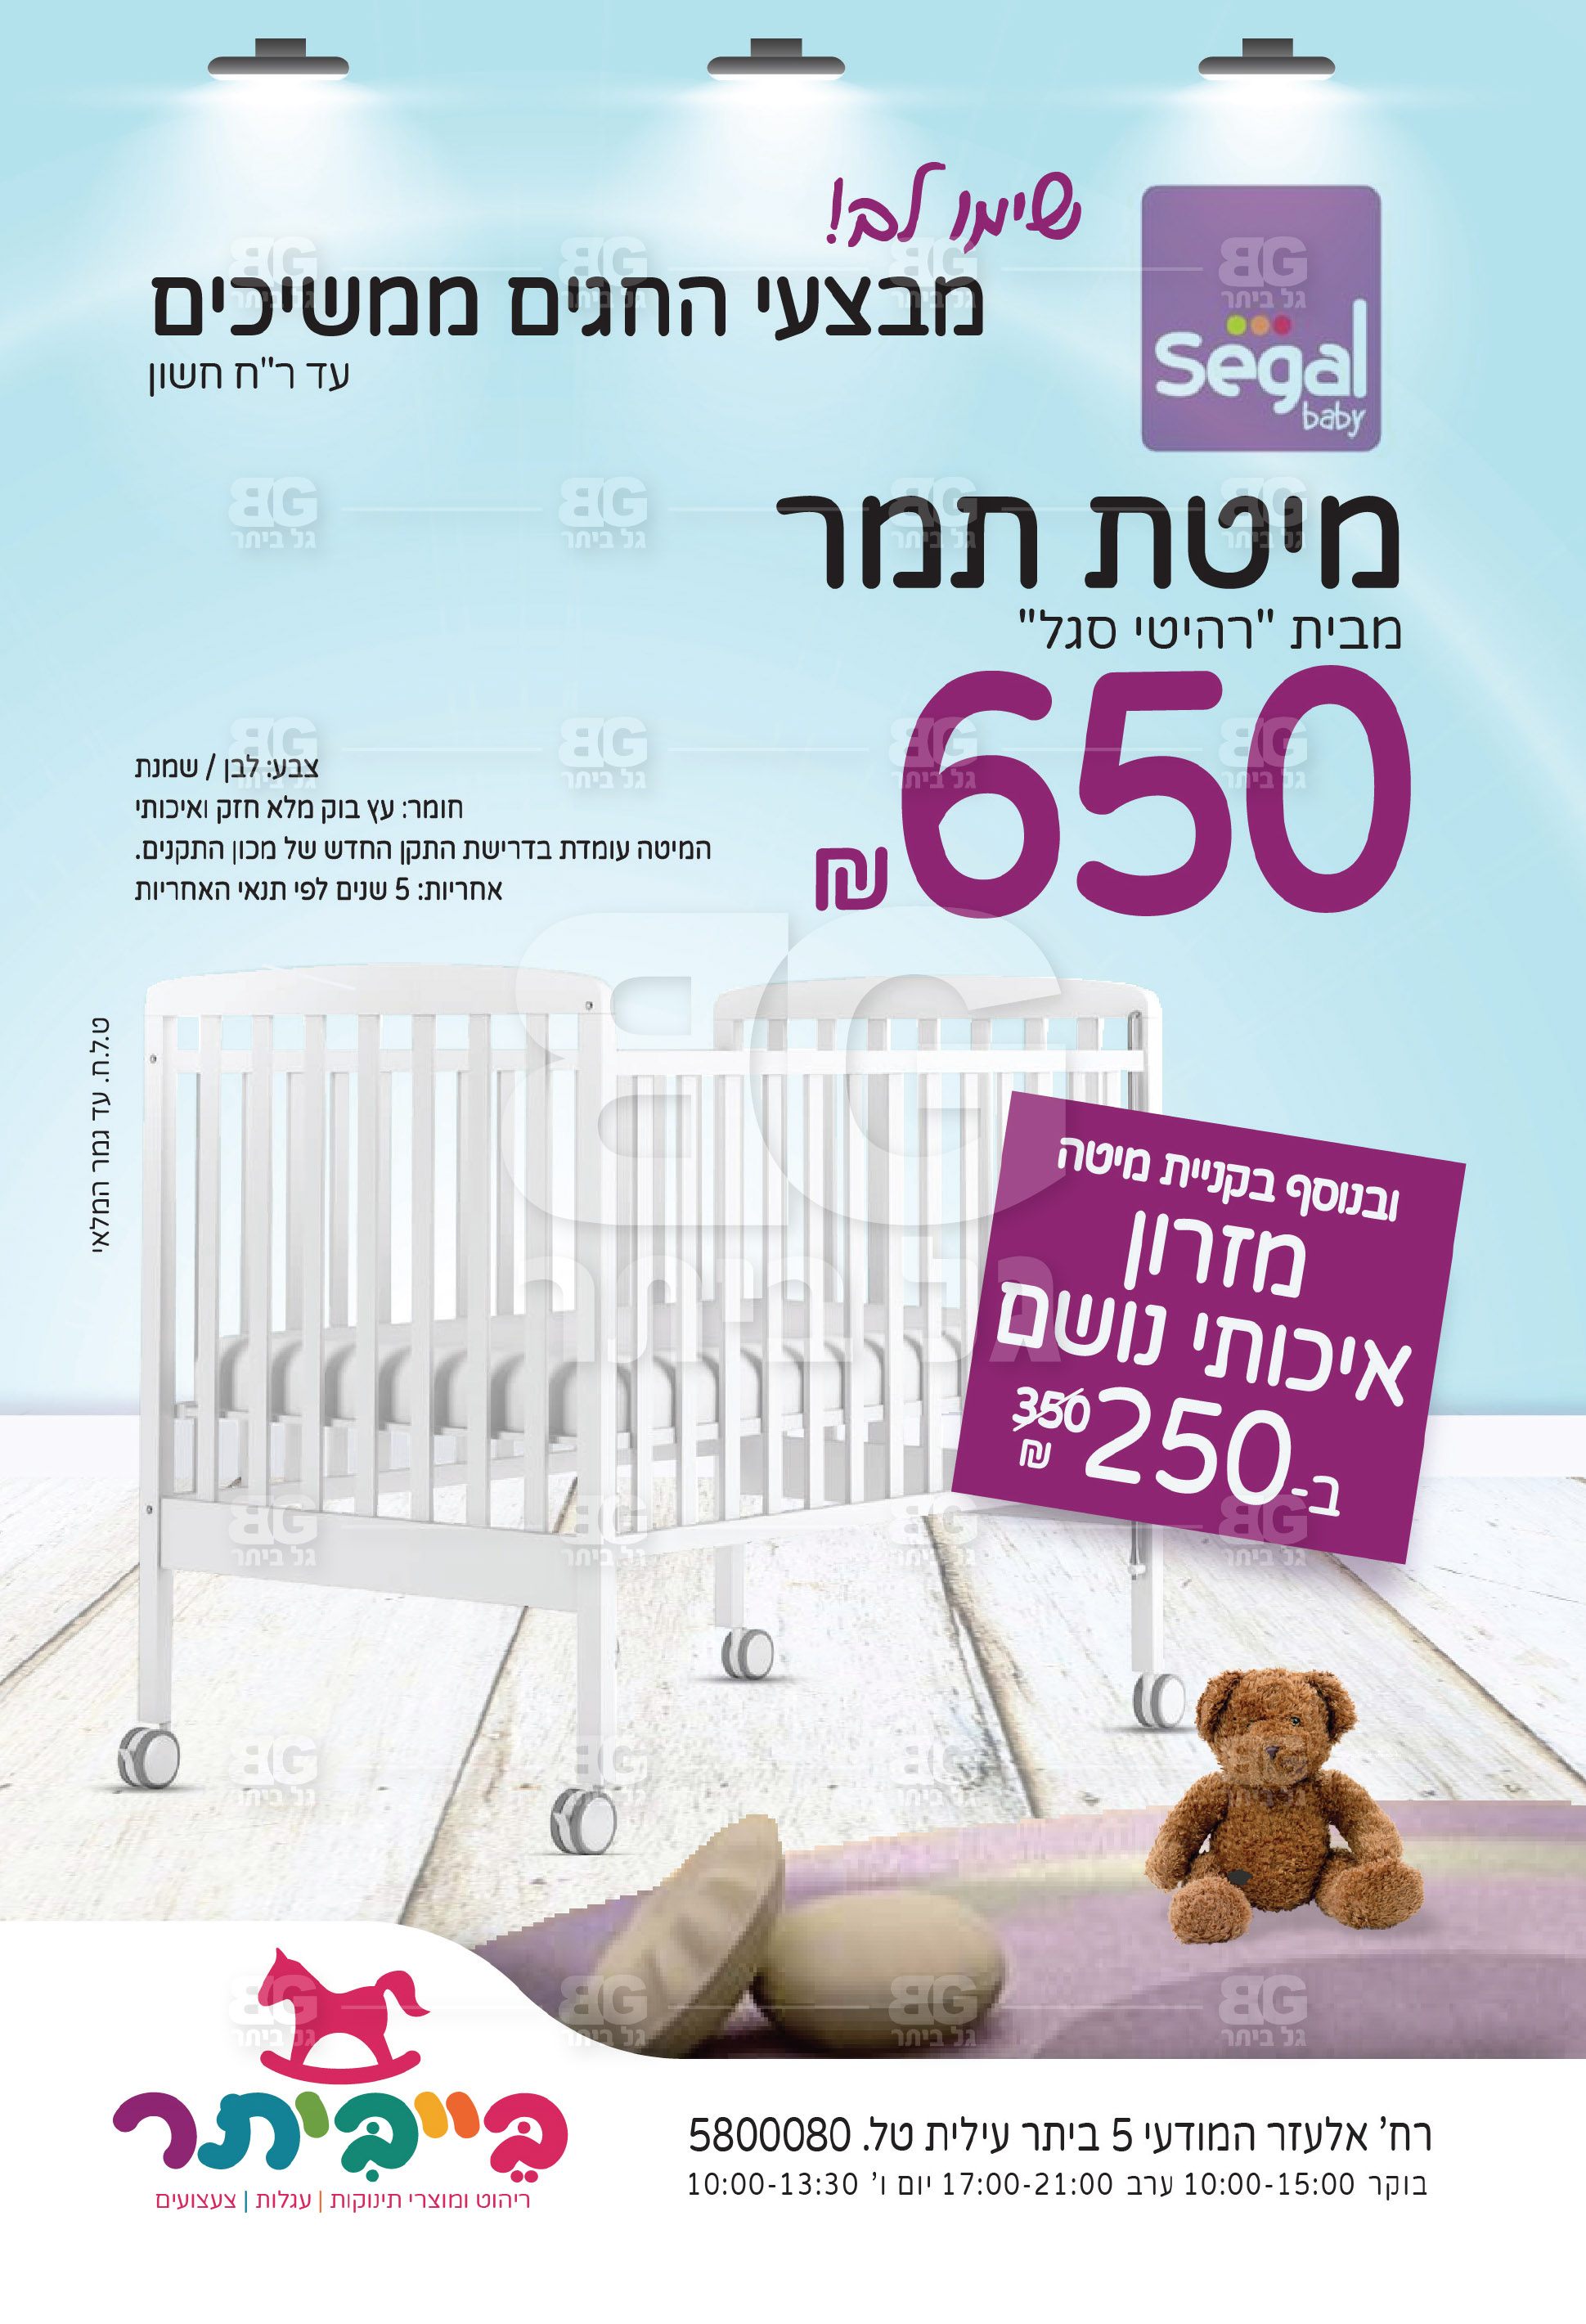 שימו לב!
מבצעי החגים ממשיכים
עד ר"ח חשון
Segal
baby
מיטת תמר
מבית "רהיטי סגל"
650 ₪
צבע: לבן / שמנת
חומר: עץ בוק מלא חזק ואיכותי
המיטה עומדת בדרישת התקן החדש של מכון התקנים.
אחריות: 5 שנים לפי תנאי האחריות
ט.ל.ח. עד גמר המלאי
ובנוסף בקניית מיטה
מזרון
איכותי נושם
ב-250 350 ₪
BG
גל ביתר
בייביתר
ריהוט ומוצרי תינוקות | עגלות | צעצועים
רח' אלעזר המודעי 5 ביתר עילית טל. 5800080
בוקר 10:00-15:00 ערב 17:00-21:00 יום ו' 10:00-13:30